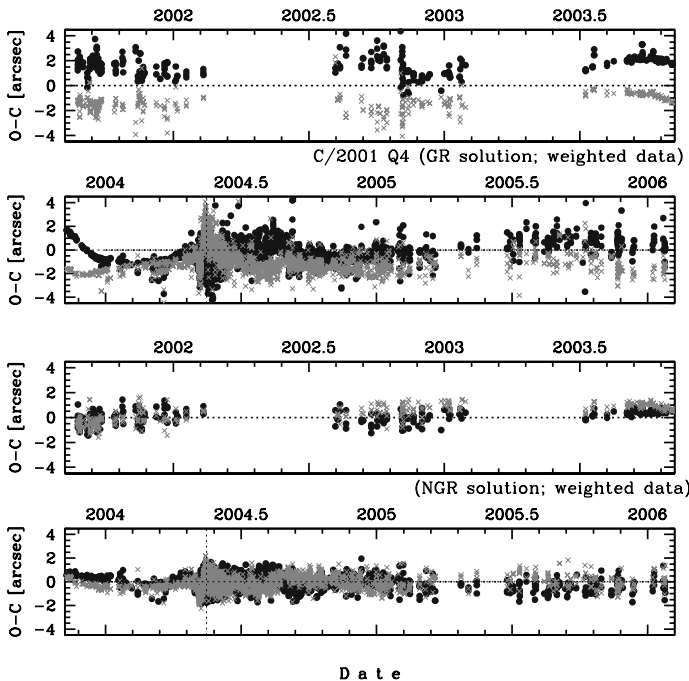 2002 2002.5 2003 2003.5
4
2
0
-2
-4
O-C [arcsec]
C/2001 Q4 (GR solution; weighted data)
2004 2004.5 2005 2005.5 2006
4
2
0
-2
-4
O-C [arcsec]
2002 2002.5 2003 2003.5
4
2
0
-2
-4
O-C [arcsec]
(NGR solution; weighted data)
2004 2004.5 2005 2005.5 2006
4
2
0
-2
-4
O-C [arcsec]
Date